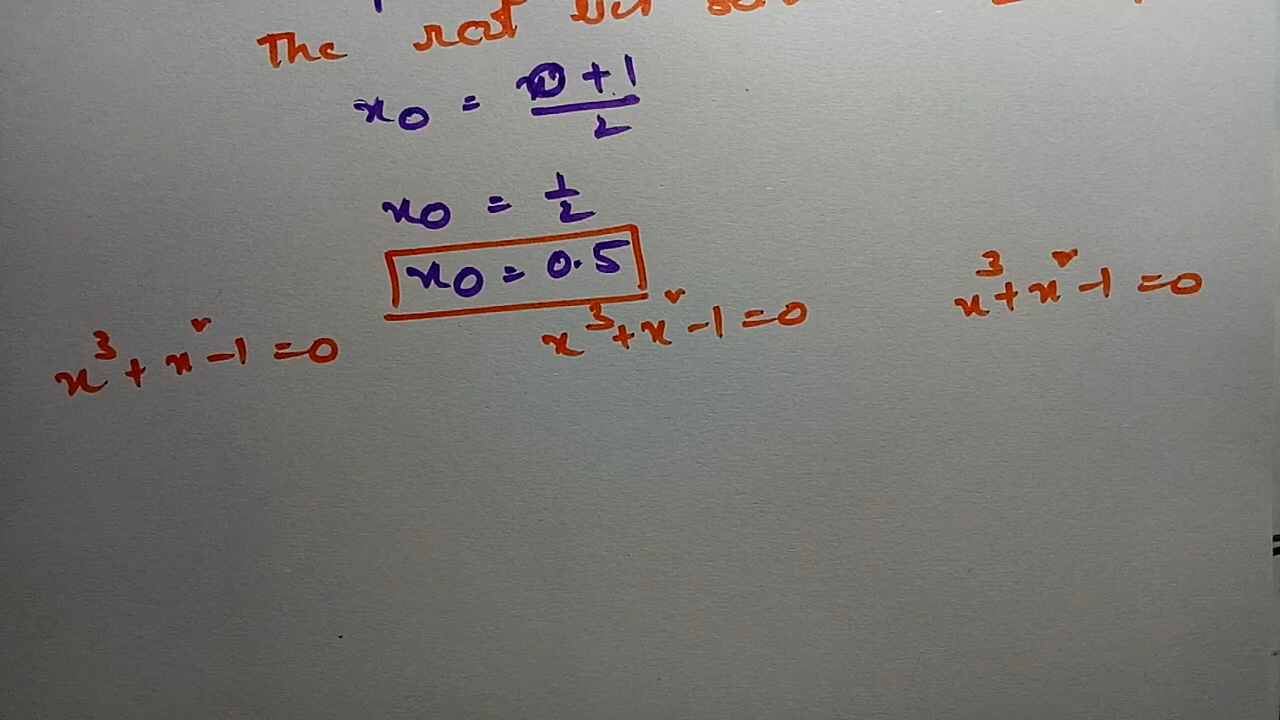 The root
x₀ = 0 + 1 / 2
x₀ = 1/2
x₀ = 0.5
x³ + x² - 1 = 0 x³ + x² - 1 = 0 x³ + x² - 1 = 0